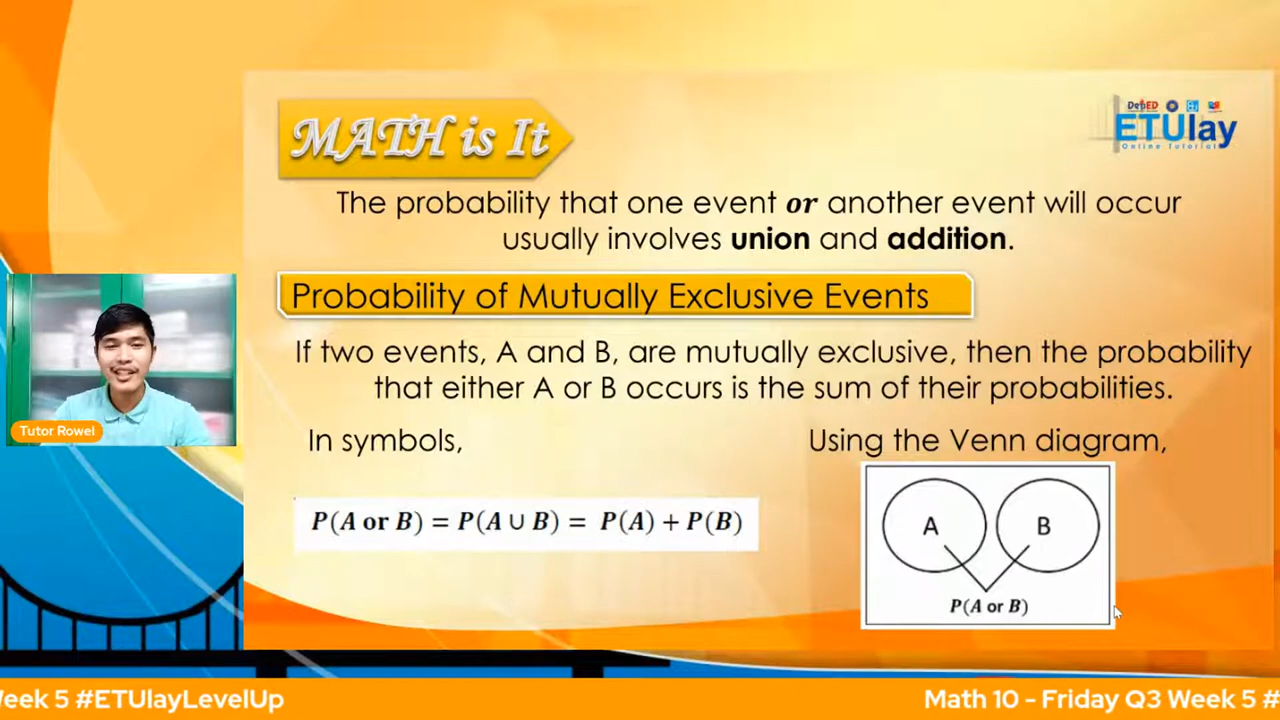 MATH is It
DepED
ETUlay
Online Tutorial
The probability that one event or another event will occur
usually involves union and addition.
Probability of Mutually Exclusive Events
If two events, A and B, are mutually exclusive, then the probability
that either A or B occurs is the sum of their probabilities.
Tutor Rowel
In symbols,
Using the Venn diagram,
P(A or B) = P(A ∪ B) = P(A) + P(B)
A
B
P(A or B)
Week 5 #ETUlayLevelUp
Math 10 - Friday Q3 Week 5 #